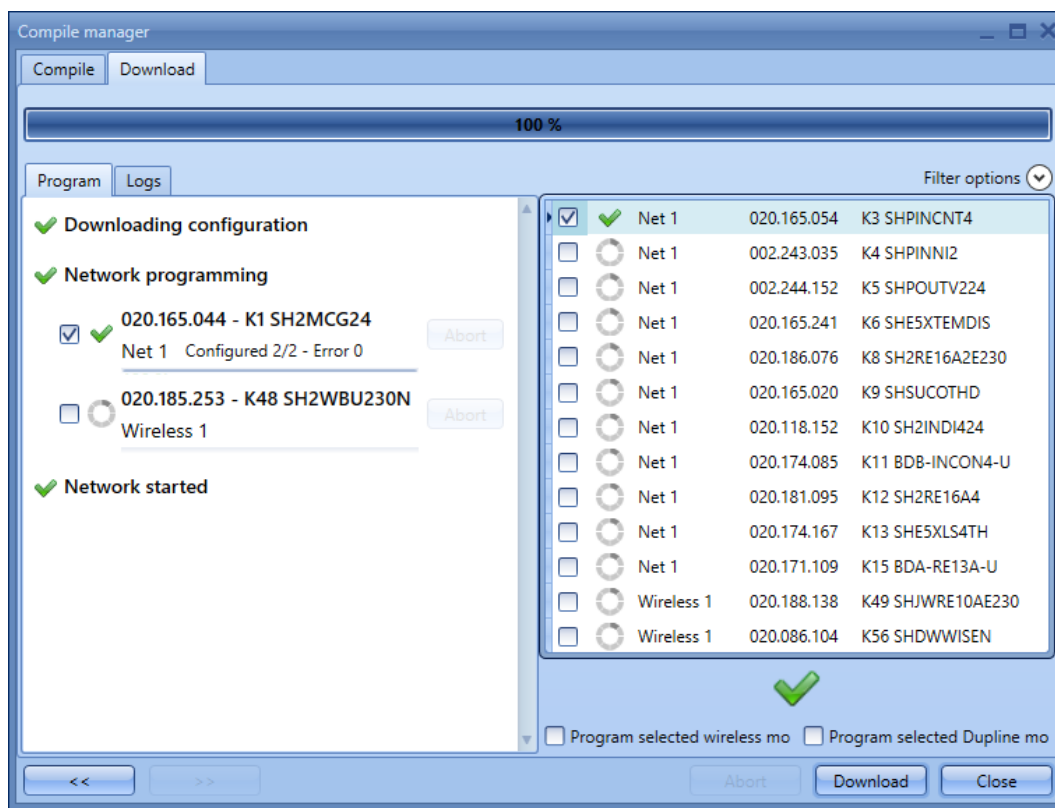 Compile manager
Compile Download
100 %
Program Logs
Filter options
Downloading configuration
Network programming
020.165.044 - K1 SH2MCG24
Net 1 Configured 2/2 - Error 0
Abort
020.185.253 - K48 SH2WBU230N
Wireless 1
Abort
Network started
Net 1 020.165.054 K3 SHPINCNT4
Net 1 002.243.035 K4 SHPINNI2
Net 1 002.244.152 K5 SHPOUTV224
Net 1 020.165.241 K6 SHE5XTEMDIS
Net 1 020.186.076 K8 SH2RE16A2E230
Net 1 020.165.020 K9 SHSUCOTHD
Net 1 020.118.152 K10 SH2INDI424
Net 1 020.174.085 K11 BDB-INCON4-U
Net 1 020.181.095 K12 SH2RE16A4
Net 1 020.174.167 K13 SHE5XLS4TH
Net 1 020.171.109 K15 BDA-RE13A-U
Wireless 1 020.188.138 K49 SHJWRE10AE230
Wireless 1 020.086.104 K56 SHDWWISEN
Program selected wireless mo Program selected Dupline mo
<< >> Abort Download Close